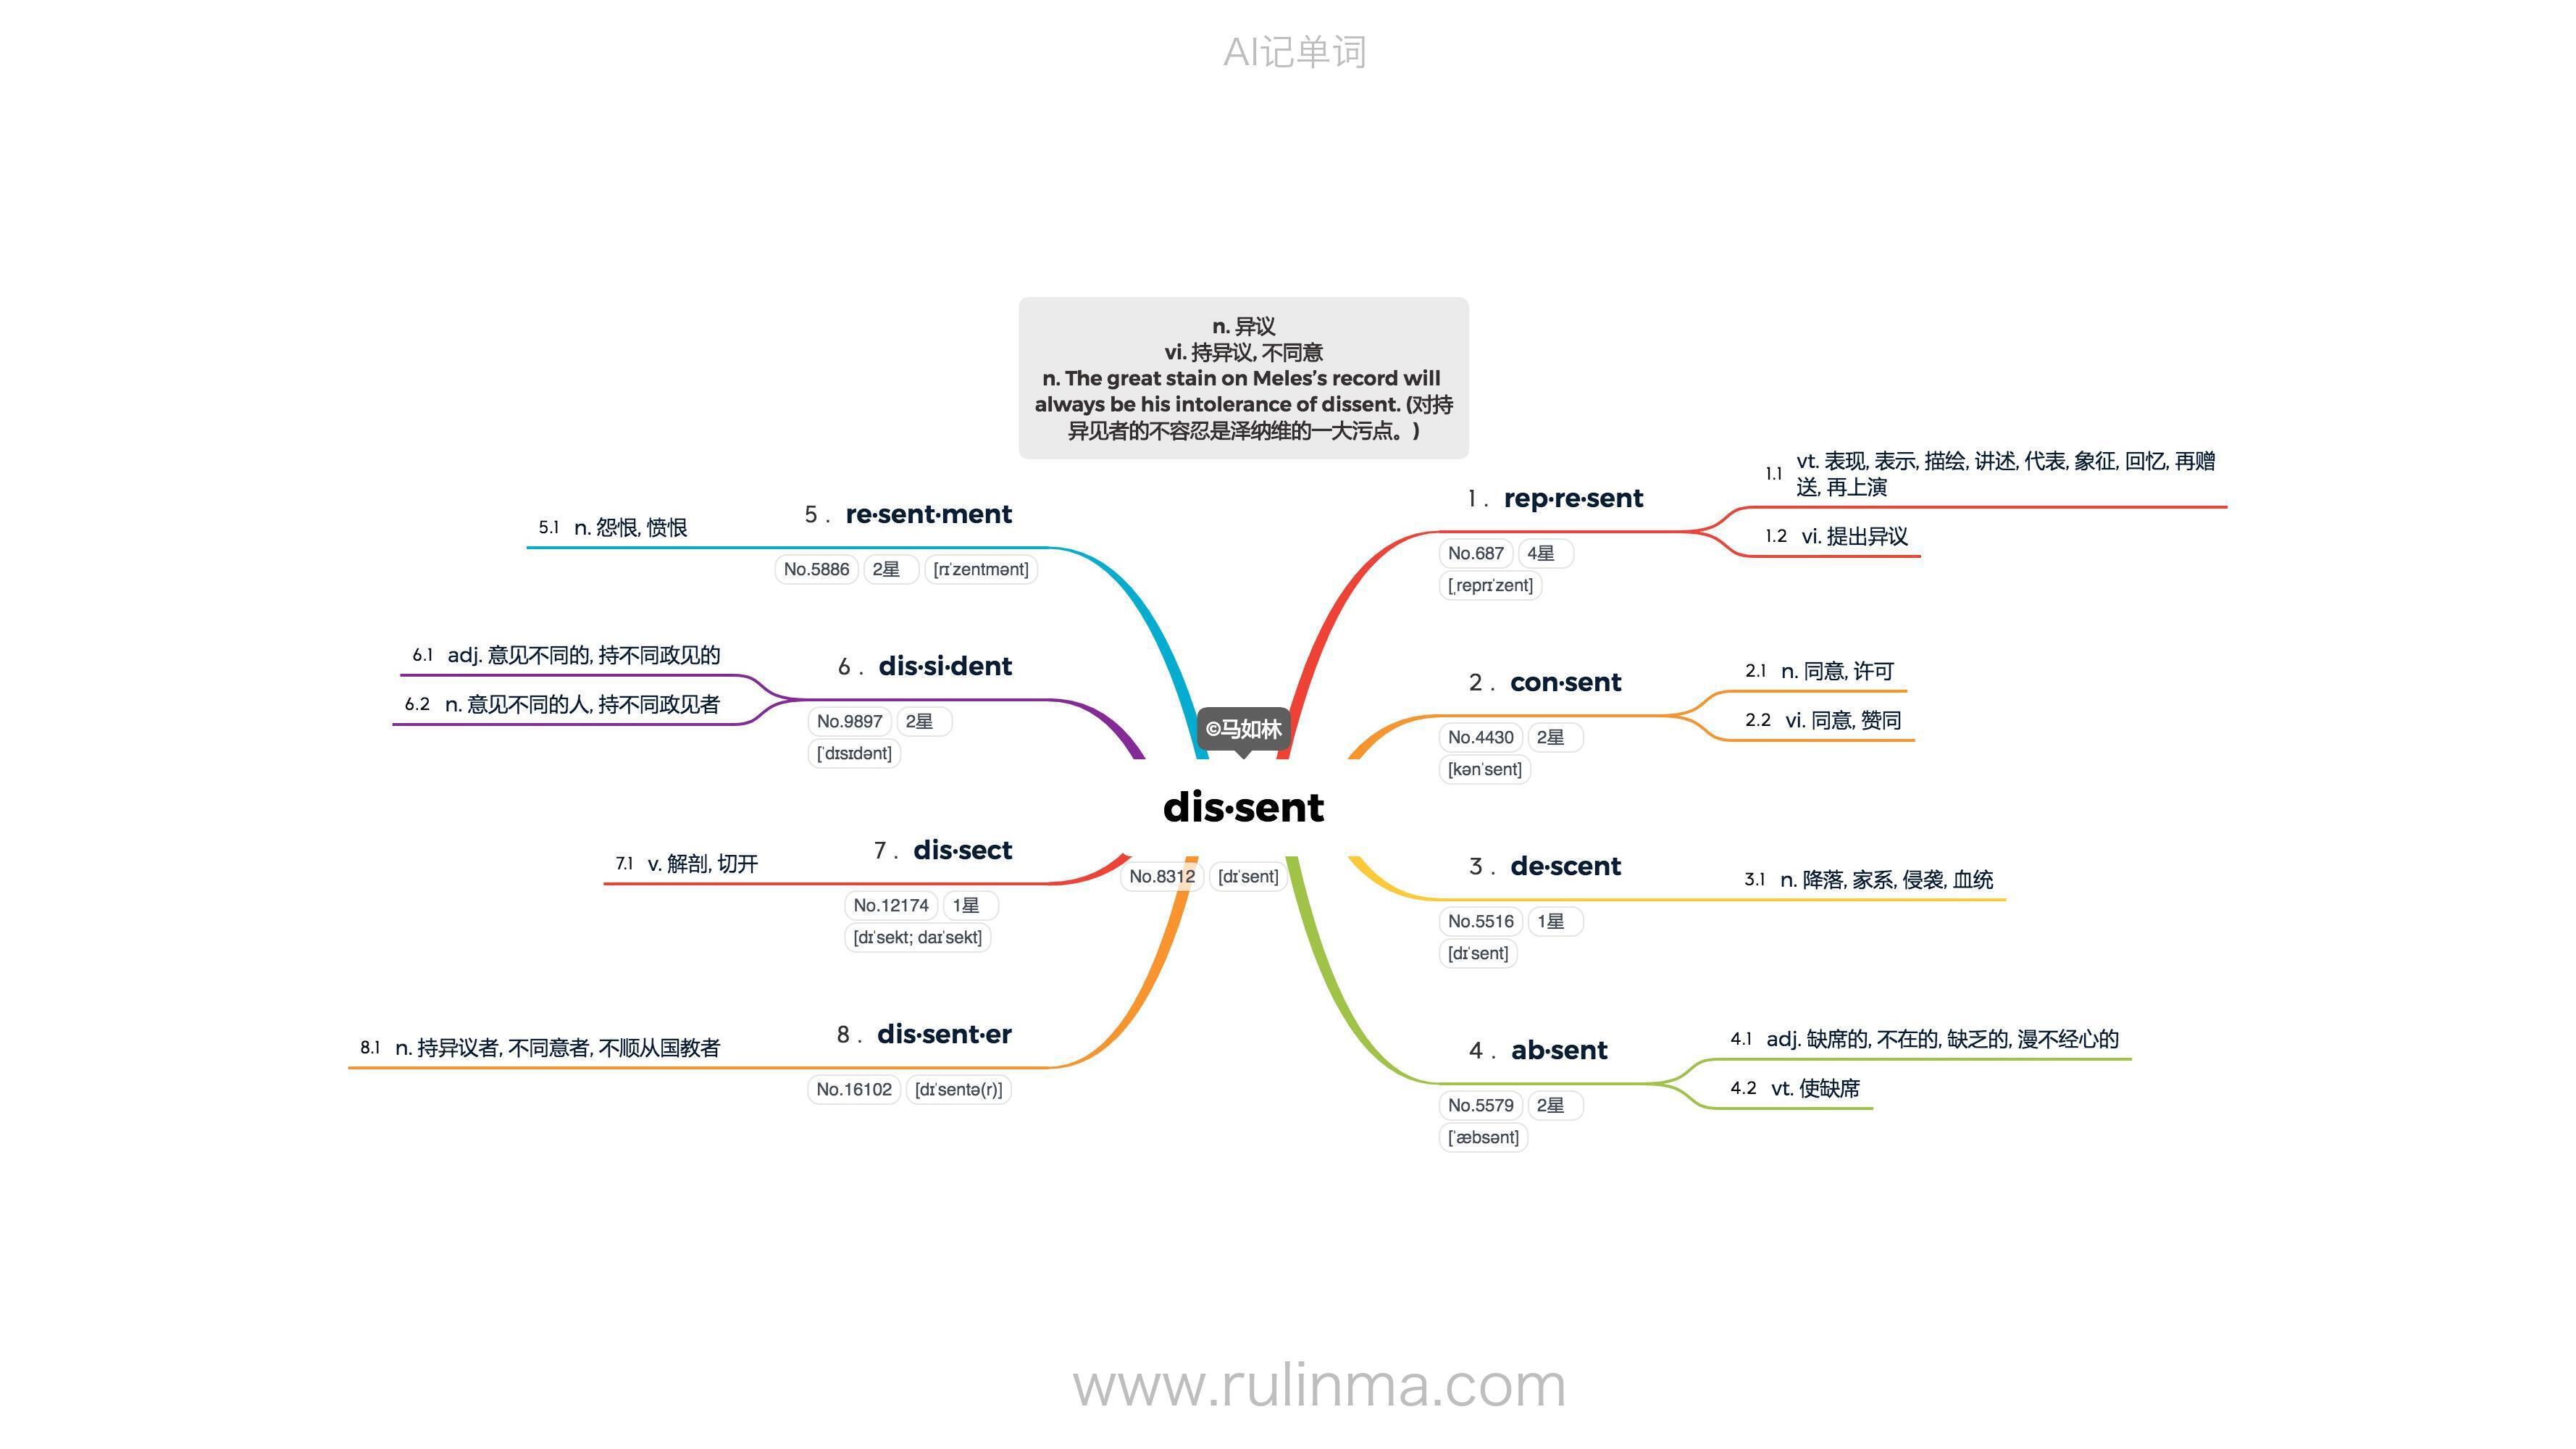 AI记单词
n. 异议
vi. 持异议, 不同意
n. The great stain on Meles’s record will
always be his intolerance of dissent. (对持
异见者的不容忍是泽纳维的一大污点。)
©马如林
dis·sent
No.8312 [dɪˈsent]
1 . rep·re·sent
No.687 4星
[ˌreprɪˈzent]
1.1 vt. 表现, 表示, 描绘, 讲述, 代表, 象征, 回忆, 再赠
送, 再上演
1.2 vi. 提出异议
2 . con·sent
No.4430 2星
[kənˈsent]
2.1 n. 同意, 许可
2.2 vi. 同意, 赞同
3 . de·scent
No.5516 1星
[dɪˈsent]
3.1 n. 降落, 家系, 侵袭, 血统
4 . ab·sent
No.5579 2星
[ˈæbsənt]
4.1 adj. 缺席的, 不在的, 缺乏的, 漫不经心的
4.2 vt. 使缺席
5 . re·sent·ment
No.5886 2星 [rɪˈzentmənt]
5.1 n. 怨恨, 愤恨
6 . dis·si·dent
No.9897 2星
[ˈdɪsɪdənt]
6.1 adj. 意见不同的, 持不同政见的
6.2 n. 意见不同的人, 持不同政见者
7 . dis·sect
No.12174 1星
[dɪˈsekt; daɪˈsekt]
7.1 v. 解剖, 切开
8 . dis·sent·er
No.16102 [dɪˈsentə(r)]
8.1 n. 持异议者, 不同意者, 不顺从国教者
www.rulinma.com